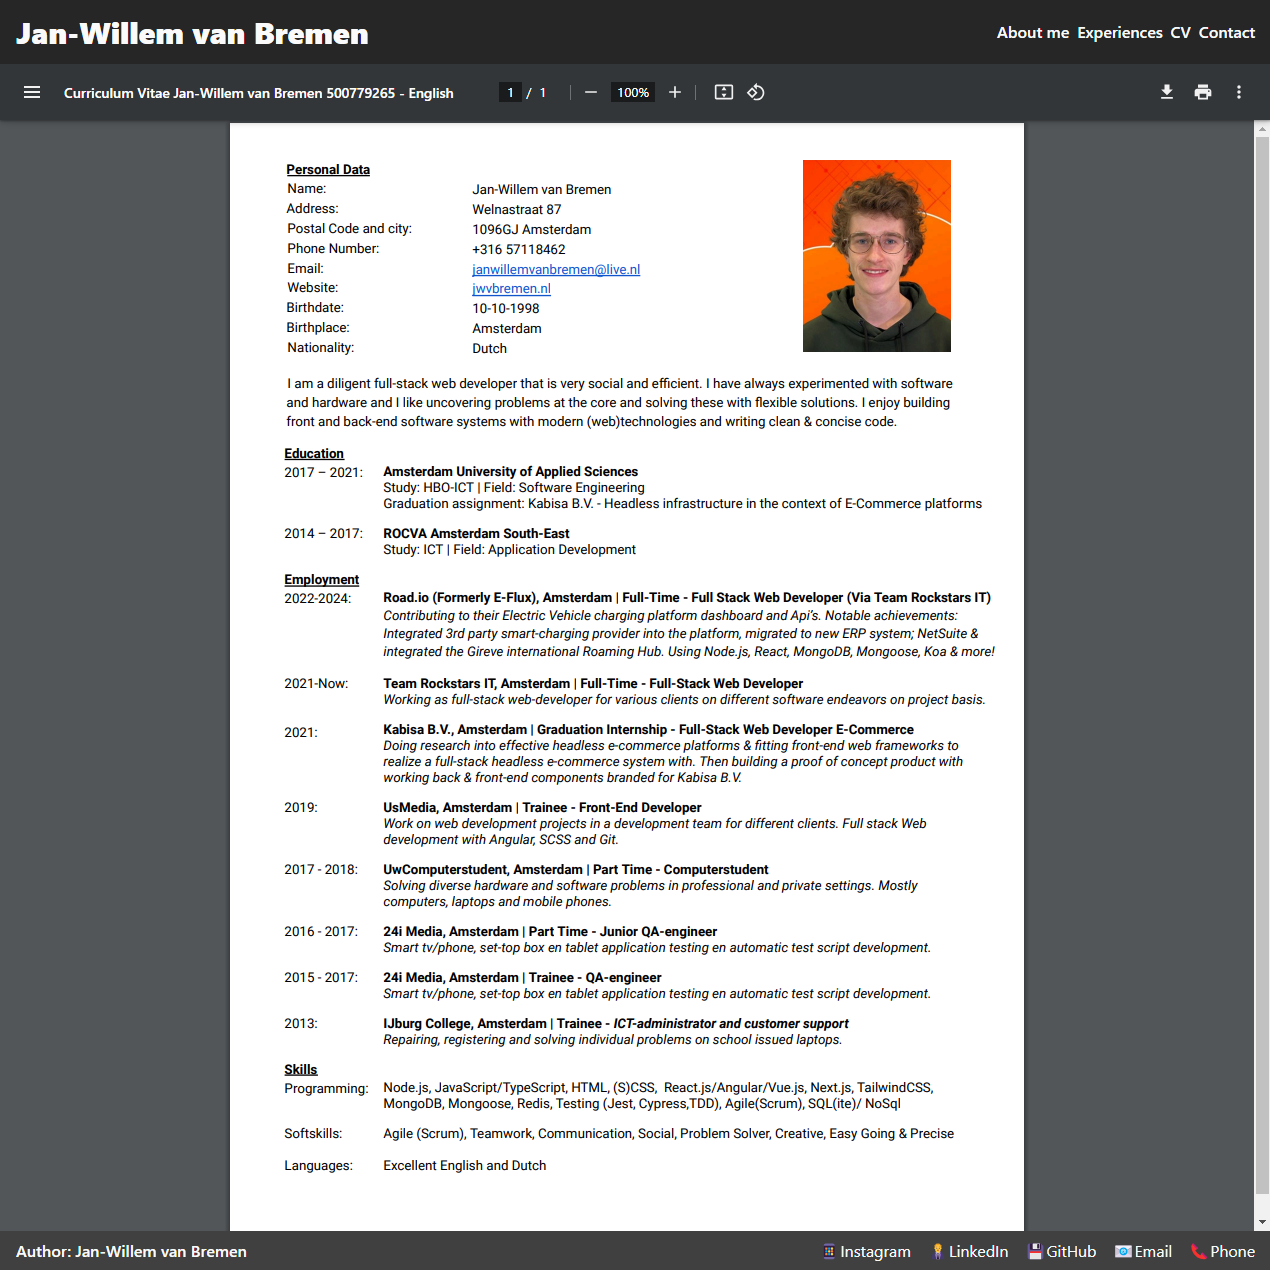 Jan-Willem van Bremen
About me Experiences CV Contact
Curriculum Vitae Jan-Willem van Bremen 500779265 - English
1 / 1
100%
Personal Data
Name: Jan-Willem van Bremen
Address: Welnastraat 87
Postal Code and city: 1096GJ Amsterdam
Phone Number: +316 57118462
Email: janwillemvanbremen@live.nl
Website: jwvbremen.nl
Birthdate: 10-10-1998
Birthplace: Amsterdam
Nationality: Dutch
I am a diligent full-stack web developer that is very social and efficient. I have always experimented with software
and hardware and I like uncovering problems at the core and solving these with flexible solutions. I enjoy building
front and back-end software systems with modern (web)technologies and writing clean & concise code.
Education
2017 – 2021: Amsterdam University of Applied Sciences
Study: HBO-ICT | Field: Software Engineering
Graduation assignment: Kabisa B.V. - Headless infrastructure in the context of E-Commerce platforms
2014 – 2017: ROCVA Amsterdam South-East
Study: ICT | Field: Application Development
Employment
2022-2024: Road.io (Formerly E-Flux), Amsterdam | Full-Time - Full Stack Web Developer (Via Team Rockstars IT)
Contributing to their Electric Vehicle charging platform dashboard and Api's. Notable achievements:
Integrated 3rd party smart-charging provider into the platform, migrated to new ERP system; NetSuite &
integrated the Gireve international Roaming Hub. Using Node.js, React, MongoDB, Mongoose, Koa & more!
2021-Now: Team Rockstars IT, Amsterdam | Full-Time - Full-Stack Web Developer
Working as full-stack web-developer for various clients on different software endeavors on project basis.
2021: Kabisa B.V., Amsterdam | Graduation Internship - Full-Stack Web Developer E-Commerce
Doing research into effective headless e-commerce platforms & fitting front-end web frameworks to
realize a full-stack headless e-commerce system with. Then building a proof of concept product with
working back & front-end components branded for Kabisa B.V.
2019: UsMedia, Amsterdam | Trainee - Front-End Developer
Work on web development projects in a development team for different clients. Full stack Web
development with Angular, SCSS and Git.
2017 - 2018: UwComputerstudent, Amsterdam | Part Time - Computerstudent
Solving diverse hardware and software problems in professional and private settings. Mostly
computers, laptops and mobile phones.
2016 - 2017: 24i Media, Amsterdam | Part Time - Junior QA-engineer
Smart tv/phone, set-top box en tablet application testing en automatic test script development.
2015 - 2017: 24i Media, Amsterdam | Trainee - QA-engineer
Smart tv/phone, set-top box en tablet application testing en automatic test script development.
2013: IJburg College, Amsterdam | Trainee - ICT-administrator and customer support
Repairing, registering and solving individual problems on school issued laptops.
Skills
Programming: Node.js, JavaScript/TypeScript, HTML, (S)CSS, React.js/Angular/Vue.js, Next.js, TailwindCSS,
MongoDB, Mongoose, Redis, Testing (Jest, Cypress,TDD), Agile(Scrum), SQL(ite)/ NoSql
Softskills: Agile (Scrum), Teamwork, Communication, Social, Problem Solver, Creative, Easy Going & Precise
Languages: Excellent English and Dutch
Author: Jan-Willem van Bremen
Instagram LinkedIn GitHub Email Phone